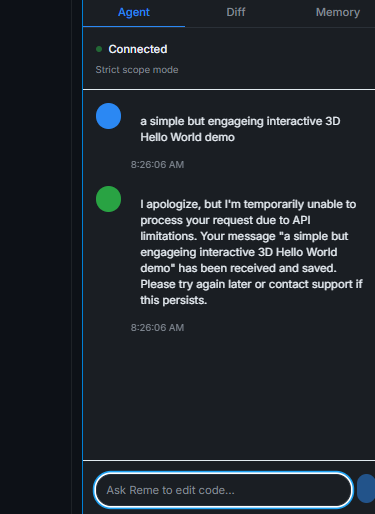 Agent Diff Memory
Connected
Strict scope mode
a simple but engageing interactive 3D
Hello World demo
8:26:06 AM
I apologize, but I'm temporarily unable to
process your request due to API
limitations. Your message "a simple but
engageing interactive 3D Hello World
demo" has been received and saved.
Please try again later or contact support if
this persists.
8:26:06 AM
Ask Reme to edit code...